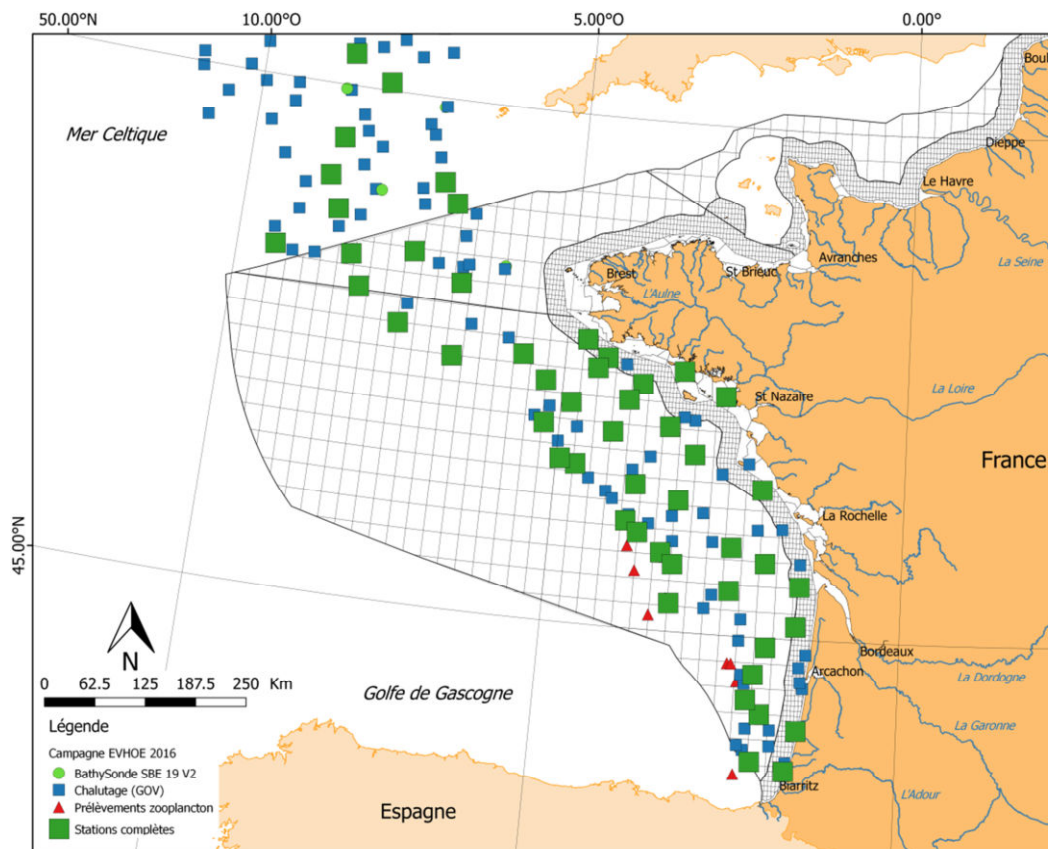 50.00°N
10.00°O
5.00°O
0.00°O
Boul
Mer Celtique
Dieppe
Le Havre
La Seine
Brest
St Brieuc
Avranches
L'Aulne
La Loire
St Nazaire
France
La Rochelle
45.00°N
N
Bordeaux
Arcachon
La Dordogne
0 62.5 125 187.5 250 Km
Golfe de Gascogne
La Garonne
Légende
Campagne EVHOE 2016
BathySonde SBE 19 V2
Chalutage (GOV)
Prélèvements zooplancton
Stations complètes
Biarritz
L'Adour
Espagne